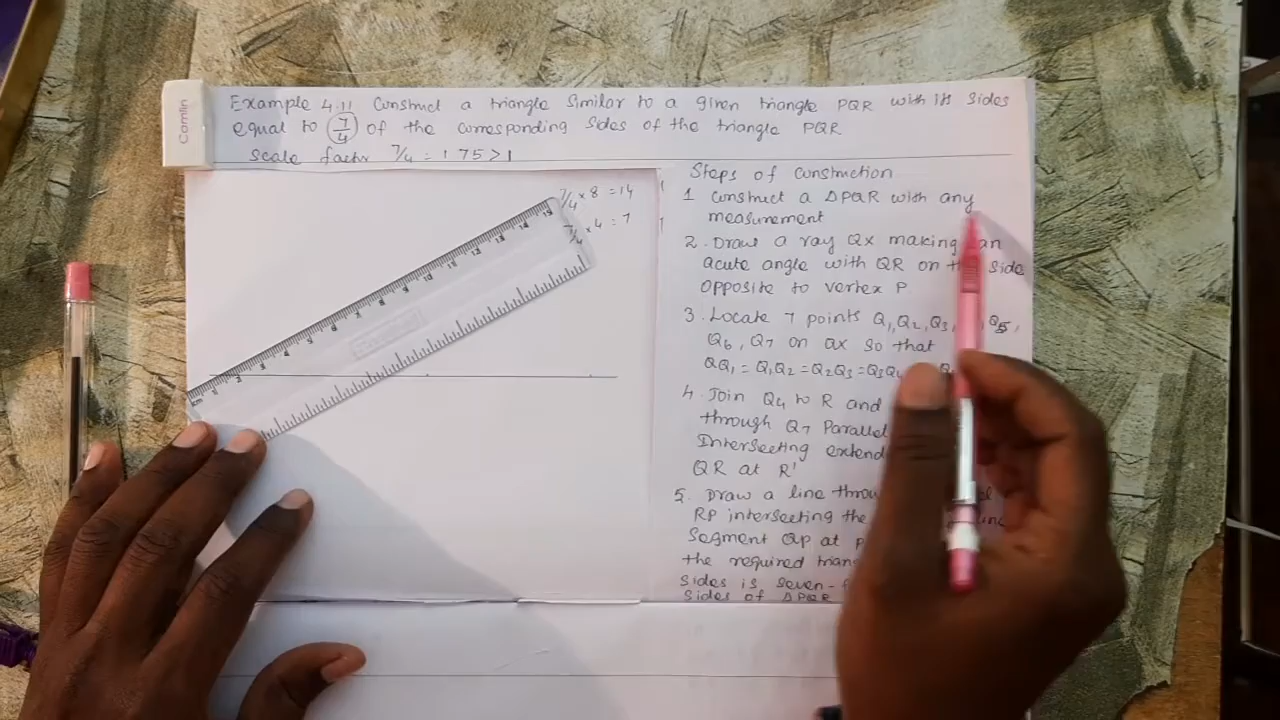 Camlin
Example 4.11 Construct a triangle similar to a given triangle PQR with its sides
equal to 7/4 of the corresponding sides of the triangle PQR
scale factor 7/4 = 1 75 > 1
7/4 × 8 = 14
7/4 × 4 = 7
Steps of construction
1 construct a ΔPQR with any
measurement
2. Draw a ray Qx making an
acute angle with QR on side
opposite to vertex P
3. Locate 7 points Q1, Q2, Q3, Q5,
Q6, Q7 on Qx so that
QQ1 = Q1Q2 = Q2Q3 = Q3Q4
4. Join Q4 to R and
through Q7 Parallel
Intersecting extend
QR at R'
5. Draw a line
RP intersecting the
Segment QP at P
the required
sides is seven-
sides of ΔPQR